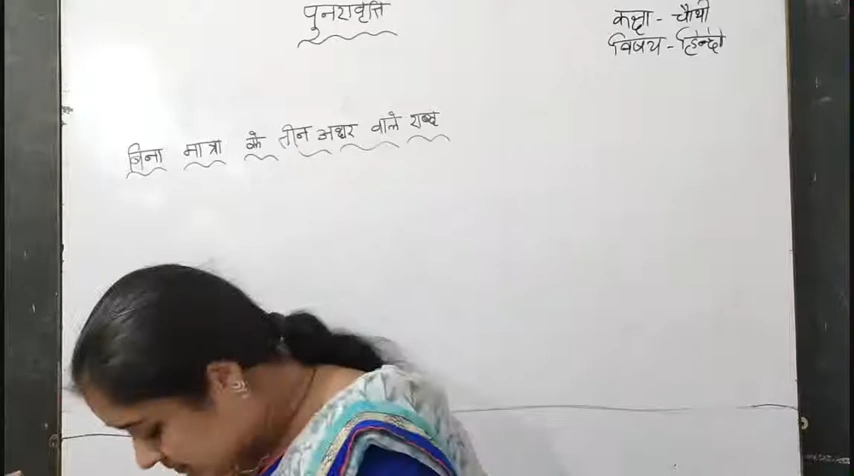 पुनरावृत्ति
कक्षा - चौथी
विषय - हिन्दी
बिना मात्रा के तीन अक्षर वाले शब्द